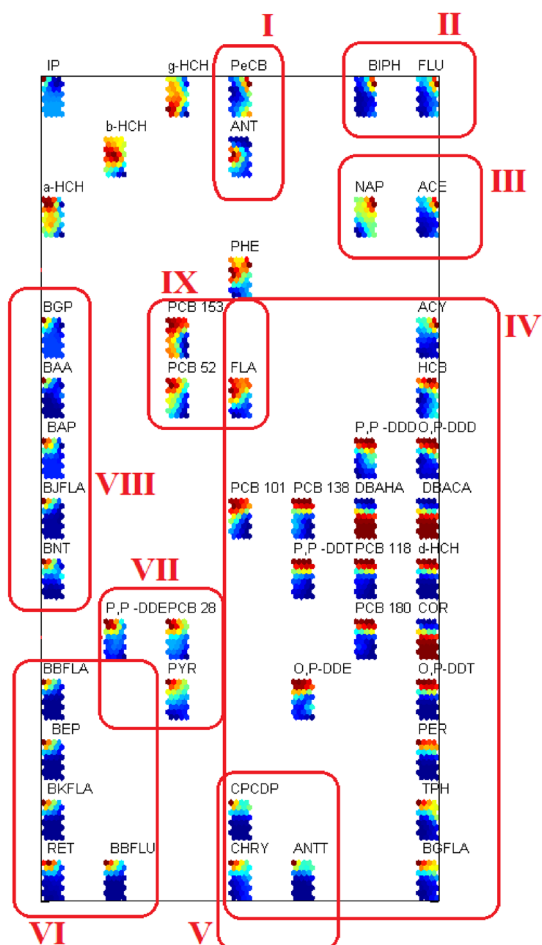 I
II
IP
g-HCH
PeCB
BIPH
FLU
b-HCH
ANT
III
a-HCH
NAP
ACE
PHE
IX
BGP
PCB 153
ACY
IV
BAA
PCB 52
FLA
HCB
BAP
P,P -DDD
O,P-DDD
VIII
BJFLA
PCB 101
PCB 138
DBAHA
DBACA
BNT
P,P -DDT
PCB 118
d-HCH
VII
P,P -DDE
PCB 28
PCB 180
COR
BBFLA
PYR
O,P-DDE
O,P-DDT
BEP
PER
BKFLA
CPCDP
TPH
RET
BBFLU
CHRY
ANTT
BGFLA
VI
V